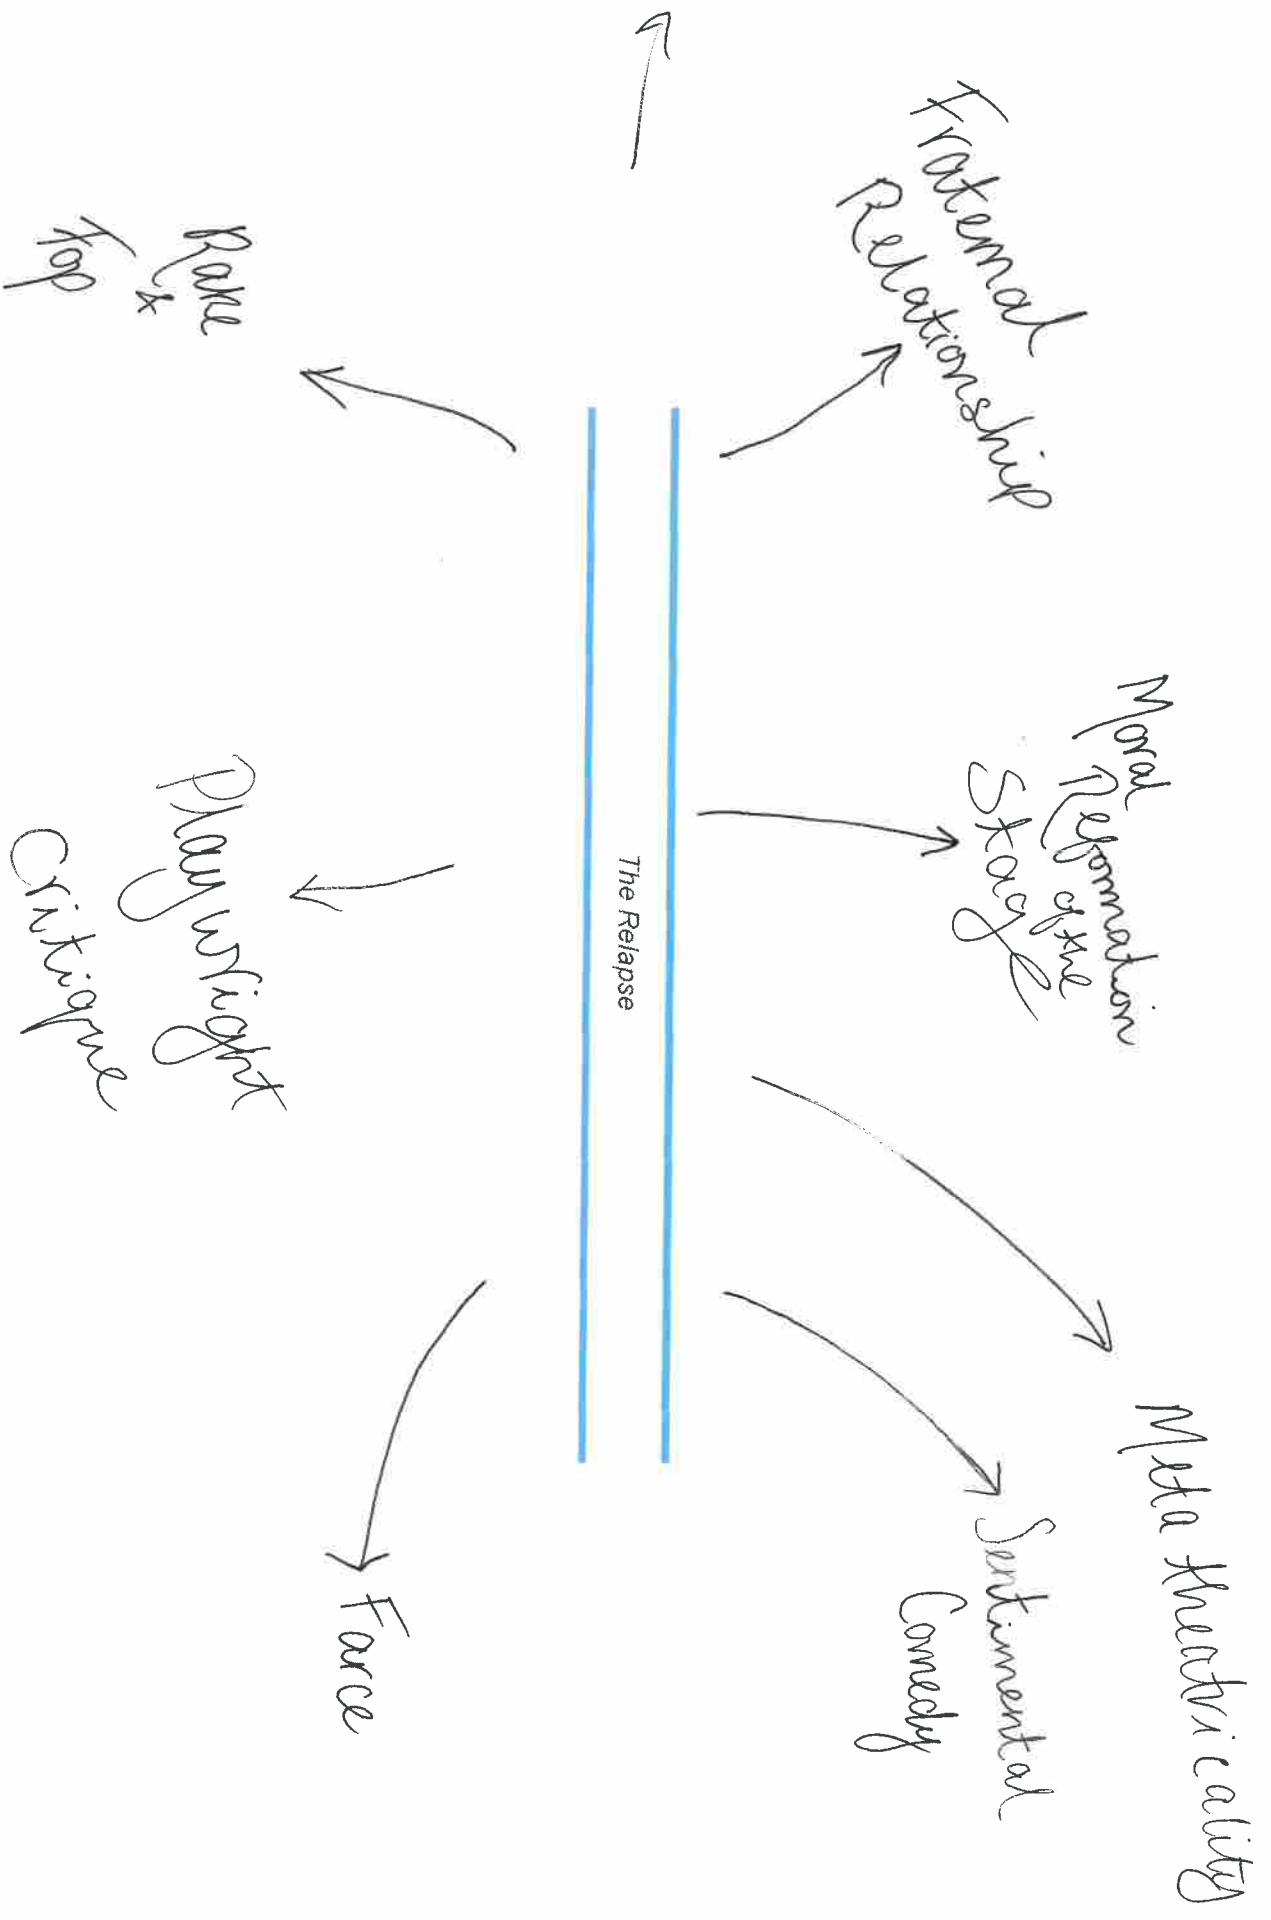 Fraternal
Relationship
Moral
Reformation
of the
Stage
Meta theatricality
Sentimental
Comedy
The Relapse
Rake
&
Fop
Playwright
Critique
Farce